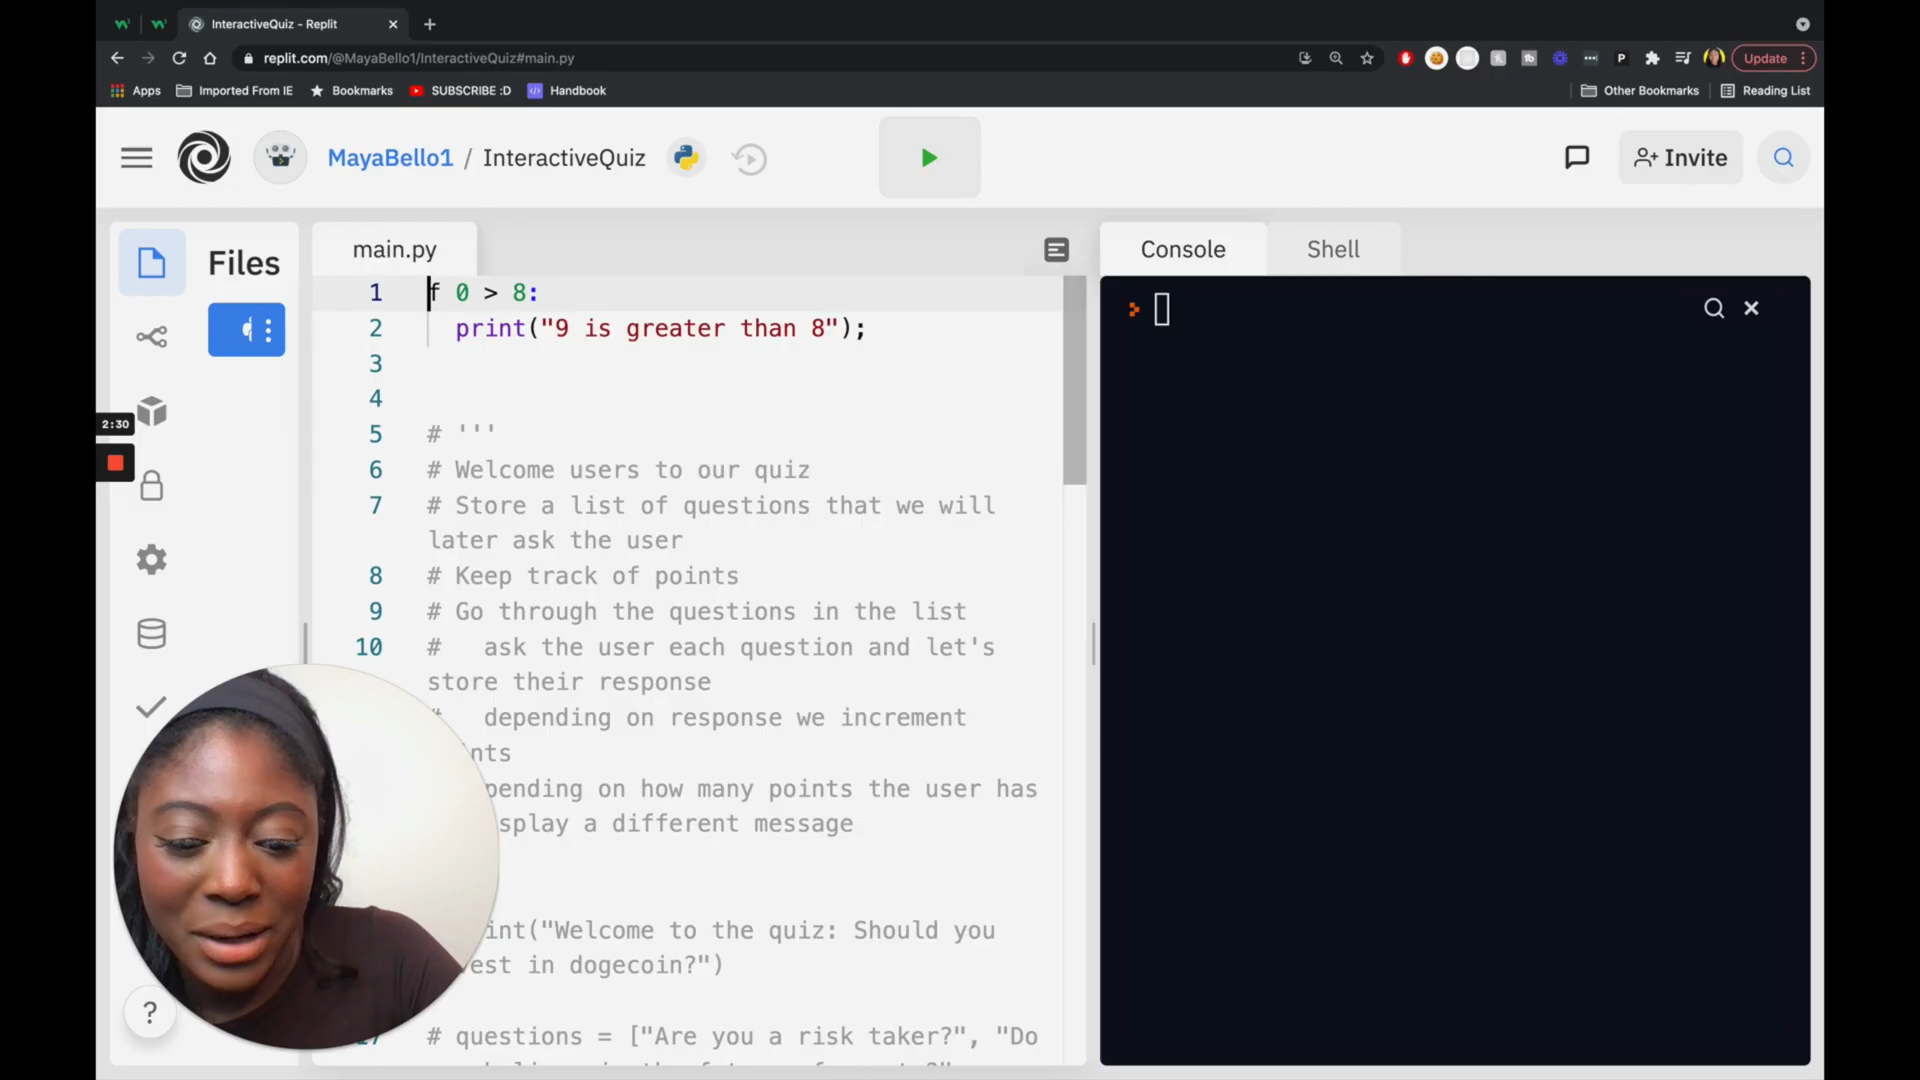 InteractiveQuiz - Replit
replit.com/@MayaBello1/InteractiveQuiz#main.py
Update
Apps
Imported From IE
Bookmarks
SUBSCRIBE :D
Handbook
Other Bookmarks
Reading List
MayaBello1 / InteractiveQuiz
Invite
Files
main.py
Console
Shell
1 f 0 > 8:
2 print("9 is greater than 8");
3
4
5 # '''
6 # Welcome users to our quiz
7 # Store a list of questions that we will
later ask the user
8 # Keep track of points
9 # Go through the questions in the list
10 # ask the user each question and let's
store their response
# depending on response we increment
nts
pending on how many points the user has
splay a different message
int("Welcome to the quiz: Should you
est in dogecoin?")
17 # questions = ["Are you a risk taker?", "Do
2:30
?